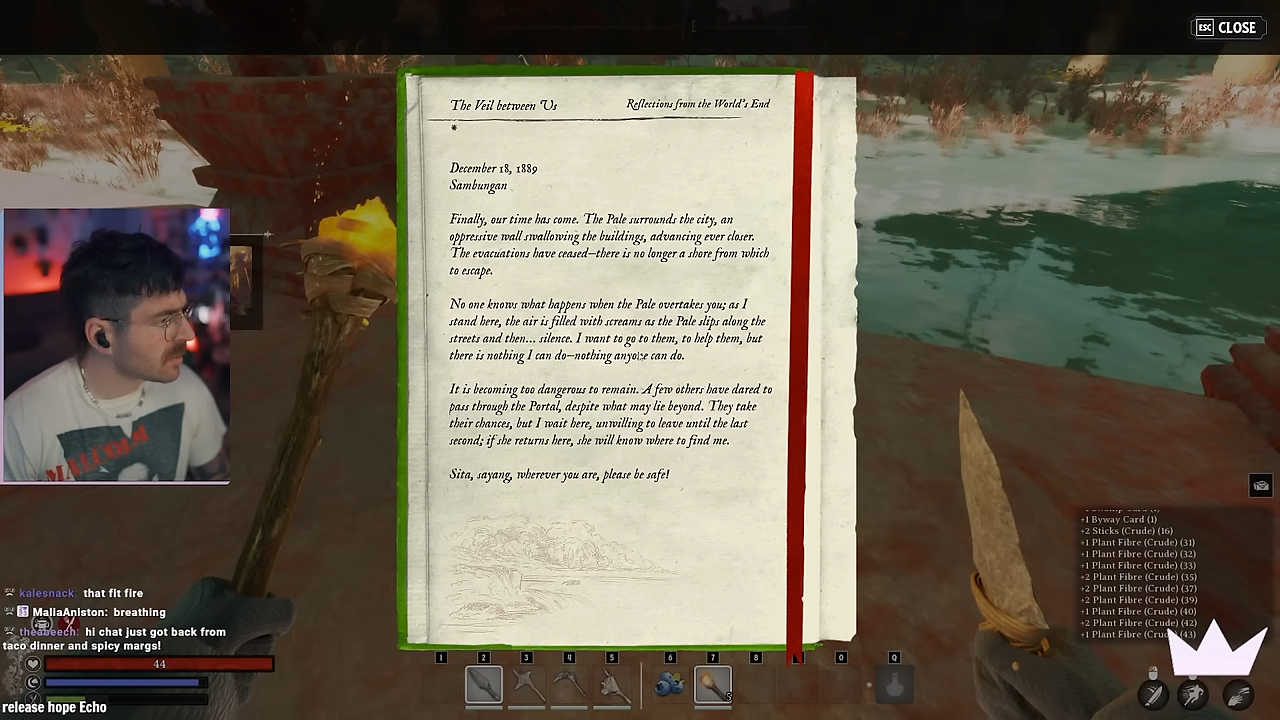 E
ESC CLOSE
The Veil between Us
Reflections from the World's End
*
December 18, 1889
Sambungan
Finally, our time has come. The Pale surrounds the city, an
oppressive wall swallowing the buildings, advancing ever closer.
The evacuations have ceased—there is no longer a shore from which
to escape.
No one knows what happens when the Pale overtakes you; as I
stand here, the air is filled with screams as the Pale slips along the
streets and then... silence. I want to go to them, to help them, but
there is nothing I can do—nothing anyone can do.
It is becoming too dangerous to remain. A few others have dared to
pass through the Portal, despite what may lie beyond. They take
their chances, but I wait here, unwilling to leave until the last
second; if she returns here, she will know where to find me.
Sita, sayang, wherever you are, please be safe!
MALCOLM
+1 Byway Card (1)
+2 Sticks (Crude) (16)
+1 Plant Fibre (Crude) (31)
+1 Plant Fibre (Crude) (32)
+1 Plant Fibre (Crude) (33)
+2 Plant Fibre (Crude) (35)
+2 Plant Fibre (Crude) (37)
+2 Plant Fibre (Crude) (39)
+1 Plant Fibre (Crude) (40)
+2 Plant Fibre (Crude) (42)
+1 Plant Fibre (Crude) (43)
kalesnack: that fit fire
MaliaAniston: breathing
theabeech: hi chat just got back from
taco dinner and spicy margs!
44
release hope Echo
1 2 3 4 5 6 7 8 0 Q
5